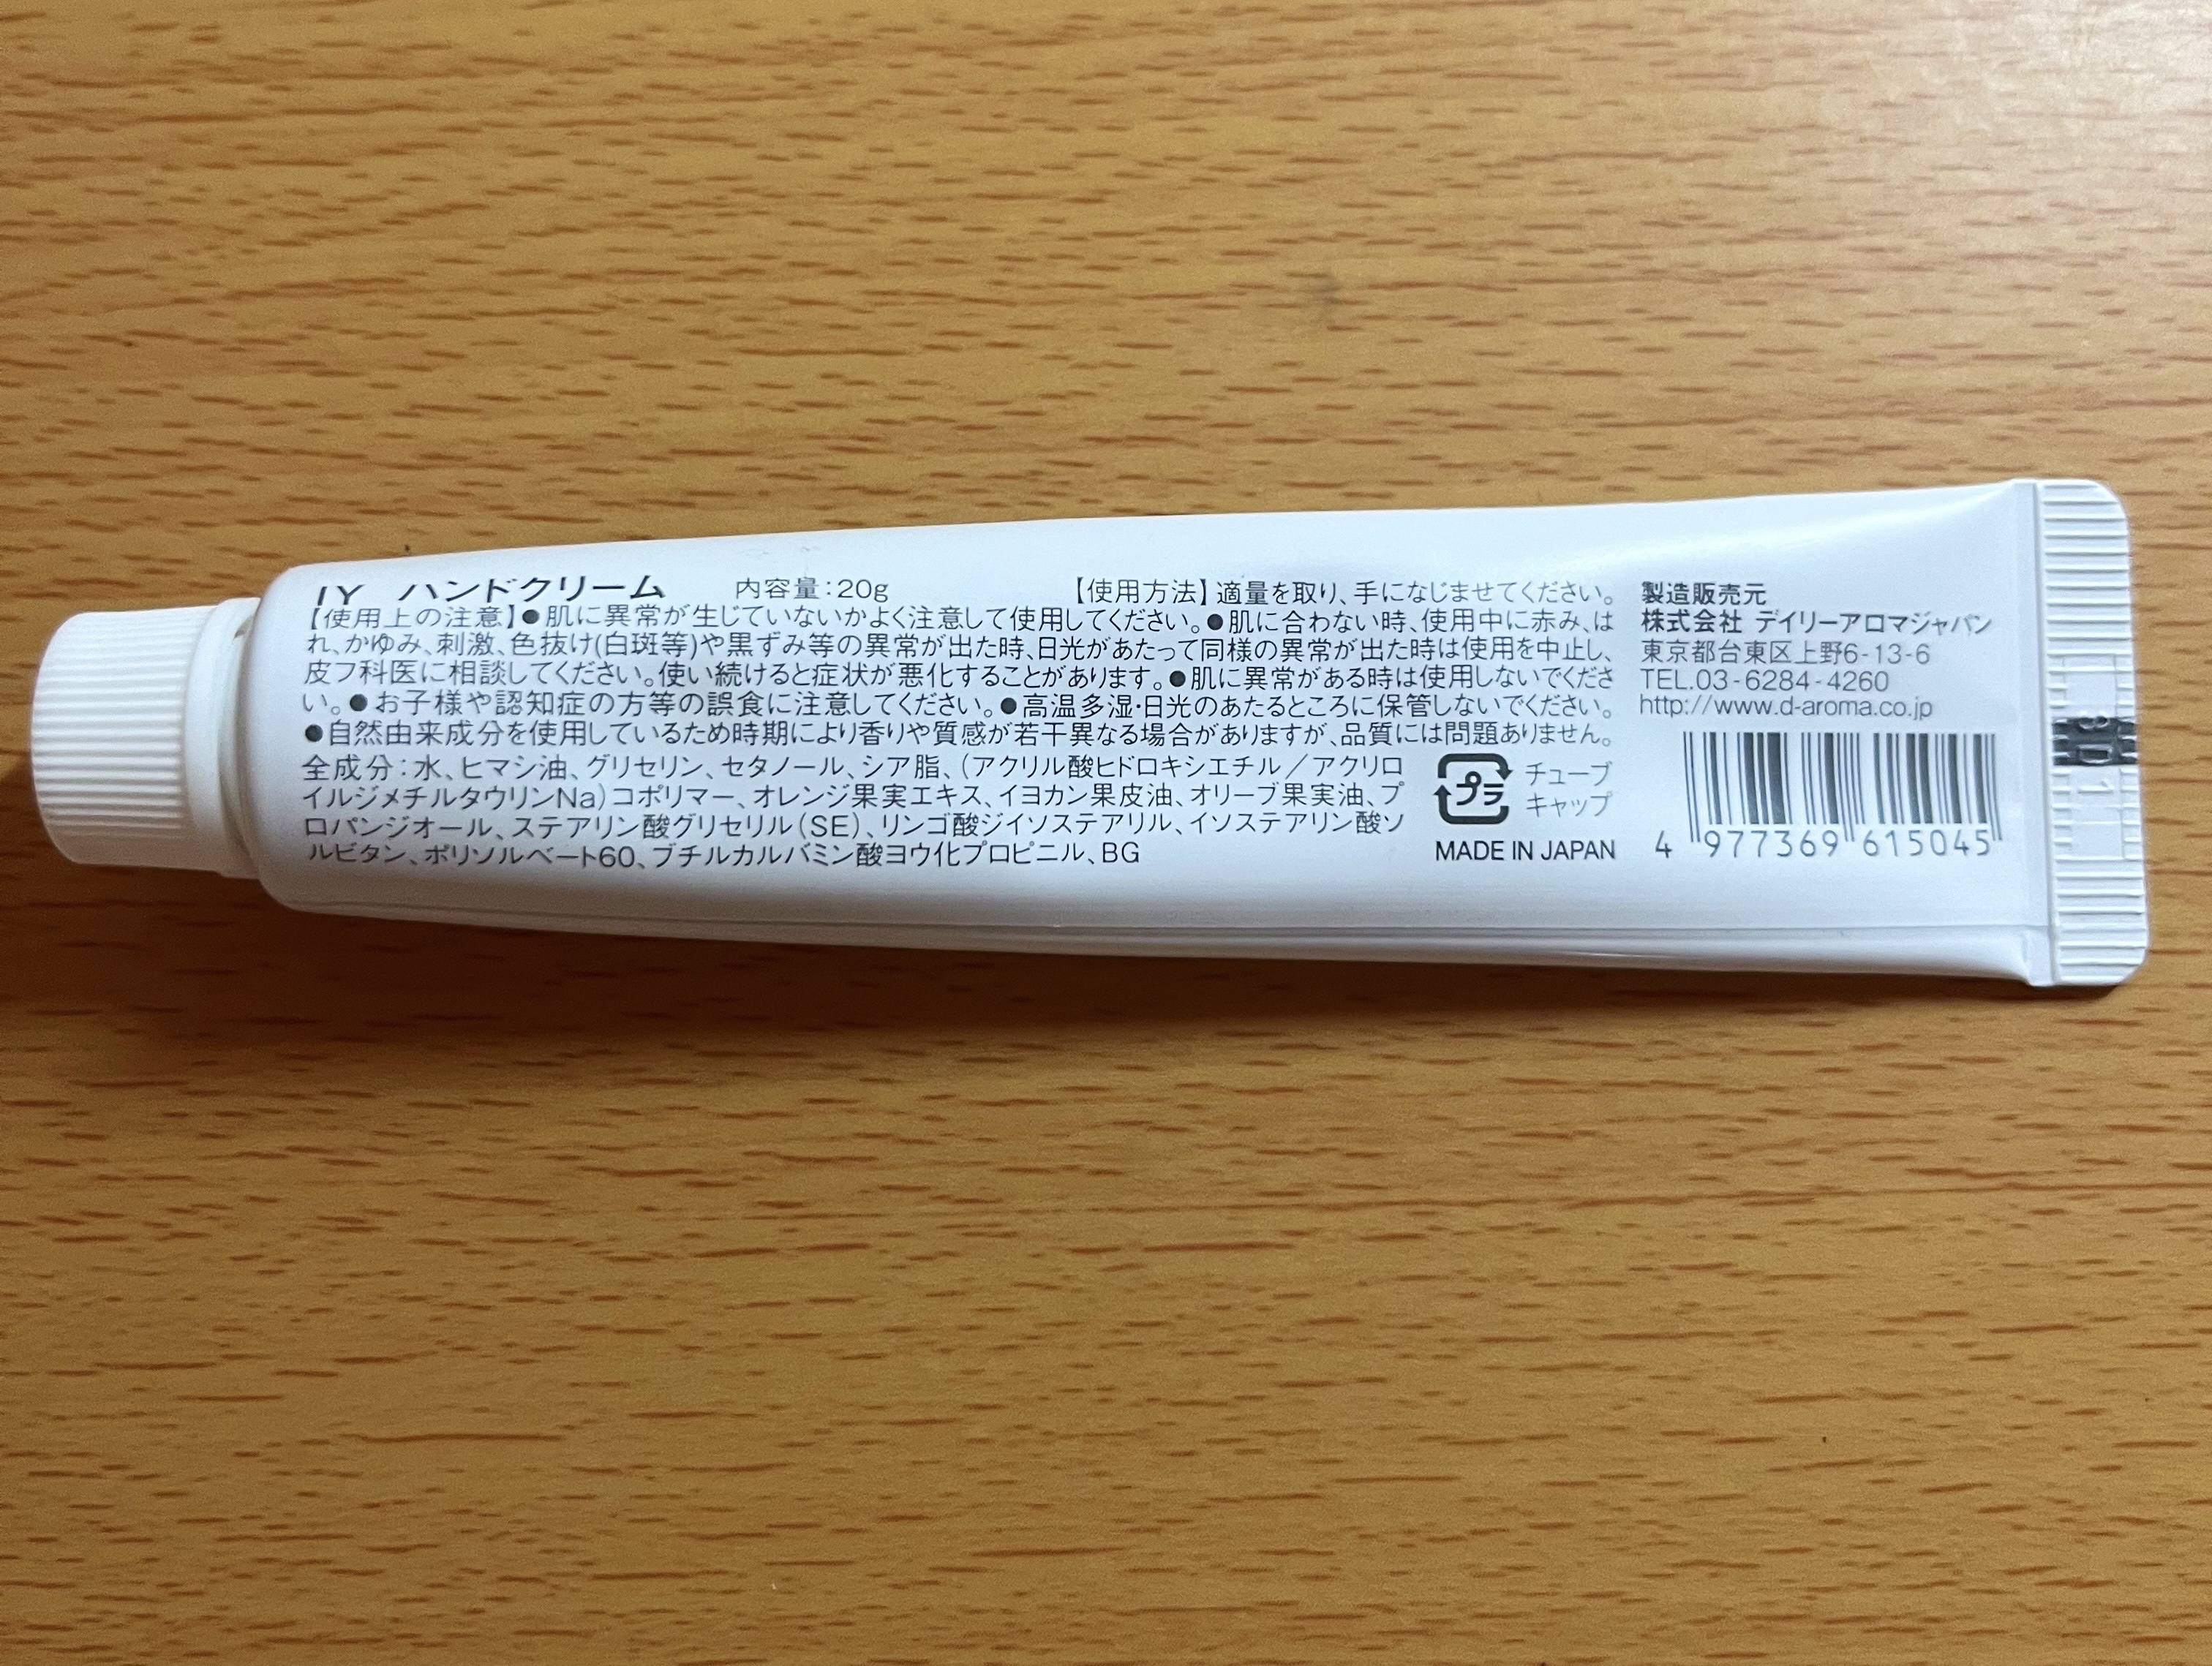 IY ハンドクリーム 内容量：20g 【使用方法】適量を取り、手になじませてください。
【使用上の注意】●肌に異常が生じていないかよく注意して使用してください。●肌に合わない時、使用中に赤み、は
れ、かゆみ、刺激、色抜け(白斑等)や黒ずみ等の異常が出た時、日光があたって同様の異常が出た時は使用を中止し、
皮フ科医に相談してください。使い続けると症状が悪化することがあります。●肌に異常がある時は使用しないでくださ
い。●お子様や認知症の方等の誤食に注意してください。●高温多湿・日光のあたるところに保管しないでください。
●自然由来成分を使用しているため時期により香りや質感が若干異なる場合がありますが、品質には問題ありません。
全成分：水、ヒマシ油、グリセリン、セタノール、シア脂、（アクリル酸ヒドロキシエチル／アクリロ
イルジメチルタウリンNa）コポリマー、オレンジ果実エキス、イヨカン果皮油、オリーブ果実油、プ
ロパンジオール、ステアリン酸グリセリル（SE）、リンゴ酸ジイソステアリル、イソステアリン酸ソ
ルビタン、ポリソルベート60、ブチルカルバミン酸ヨウ化プロピニル、BG
プラ
チューブ
キャップ
MADE IN JAPAN
製造販売元
株式会社 デイリーアロマジャパン
東京都台東区上野6-13-6
TEL.03-6284-4260
http://www.d-aroma.co.jp
4 977369 615045